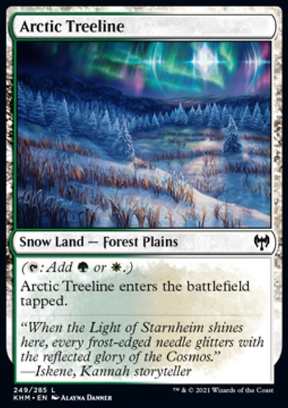 Arctic Treeline
Snow Land — Forest Plains
(: Add or .)
Arctic Treeline enters the battlefield
tapped.
"When the Light of Starnheim shines
here, every frost-edged needle glitters with
the reflected glory of the Cosmos."
—Iskene, Kannah storyteller
249/285 L
KHM • EN Alayna Danner
™ & © 2021 Wizards of the Coast